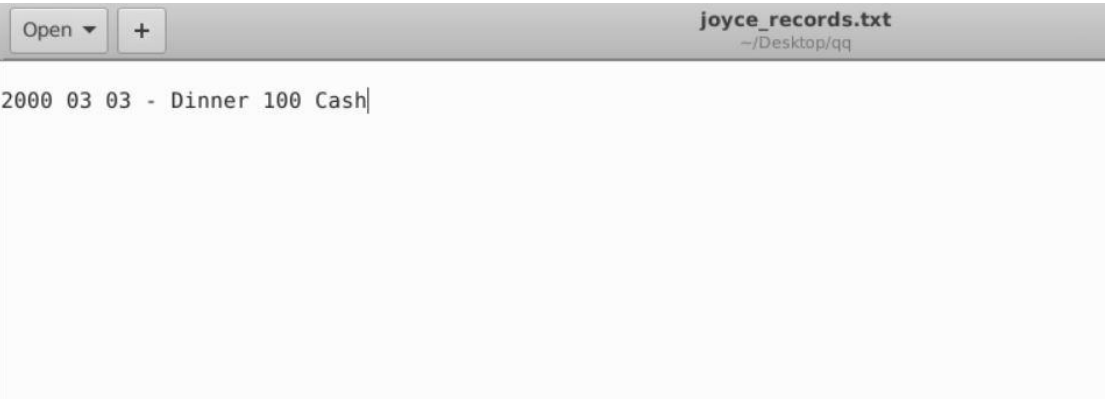 Open
+
joyce_records.txt
~/Desktop/qq
2000 03 03 - Dinner 100 Cash